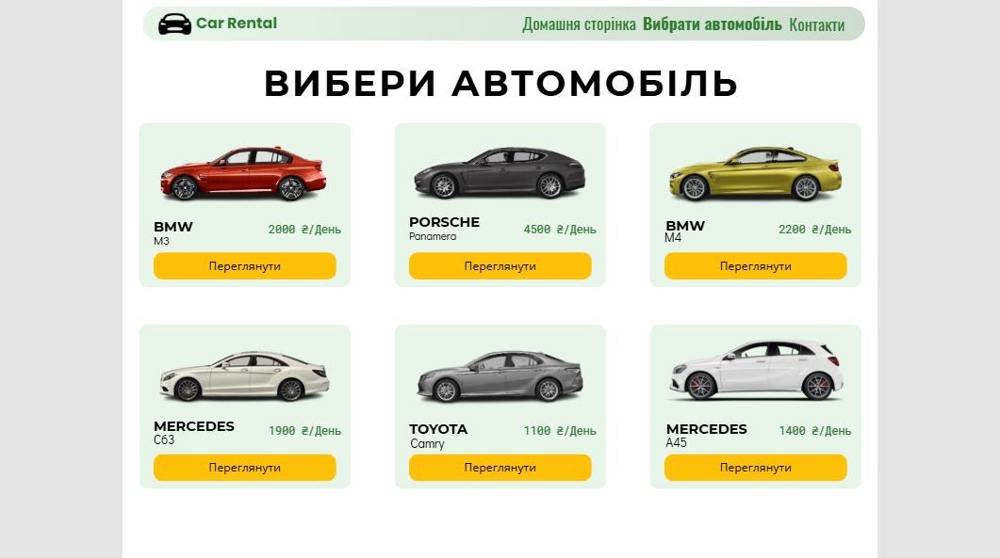 Car Rental
Домашня сторінка Вибрати автомобіль Контакти
ВИБЕРИ АВТОМОБІЛЬ
BMW
M3
2000 ₴/День
Переглянути
PORSCHE
Panamera
4500 ₴/День
Переглянути
BMW
M4
2200 ₴/День
Переглянути
MERCEDES
C63
1900 ₴/День
Переглянути
TOYOTA
Camry
1100 ₴/День
Переглянути
MERCEDES
A45
1400 ₴/День
Переглянути